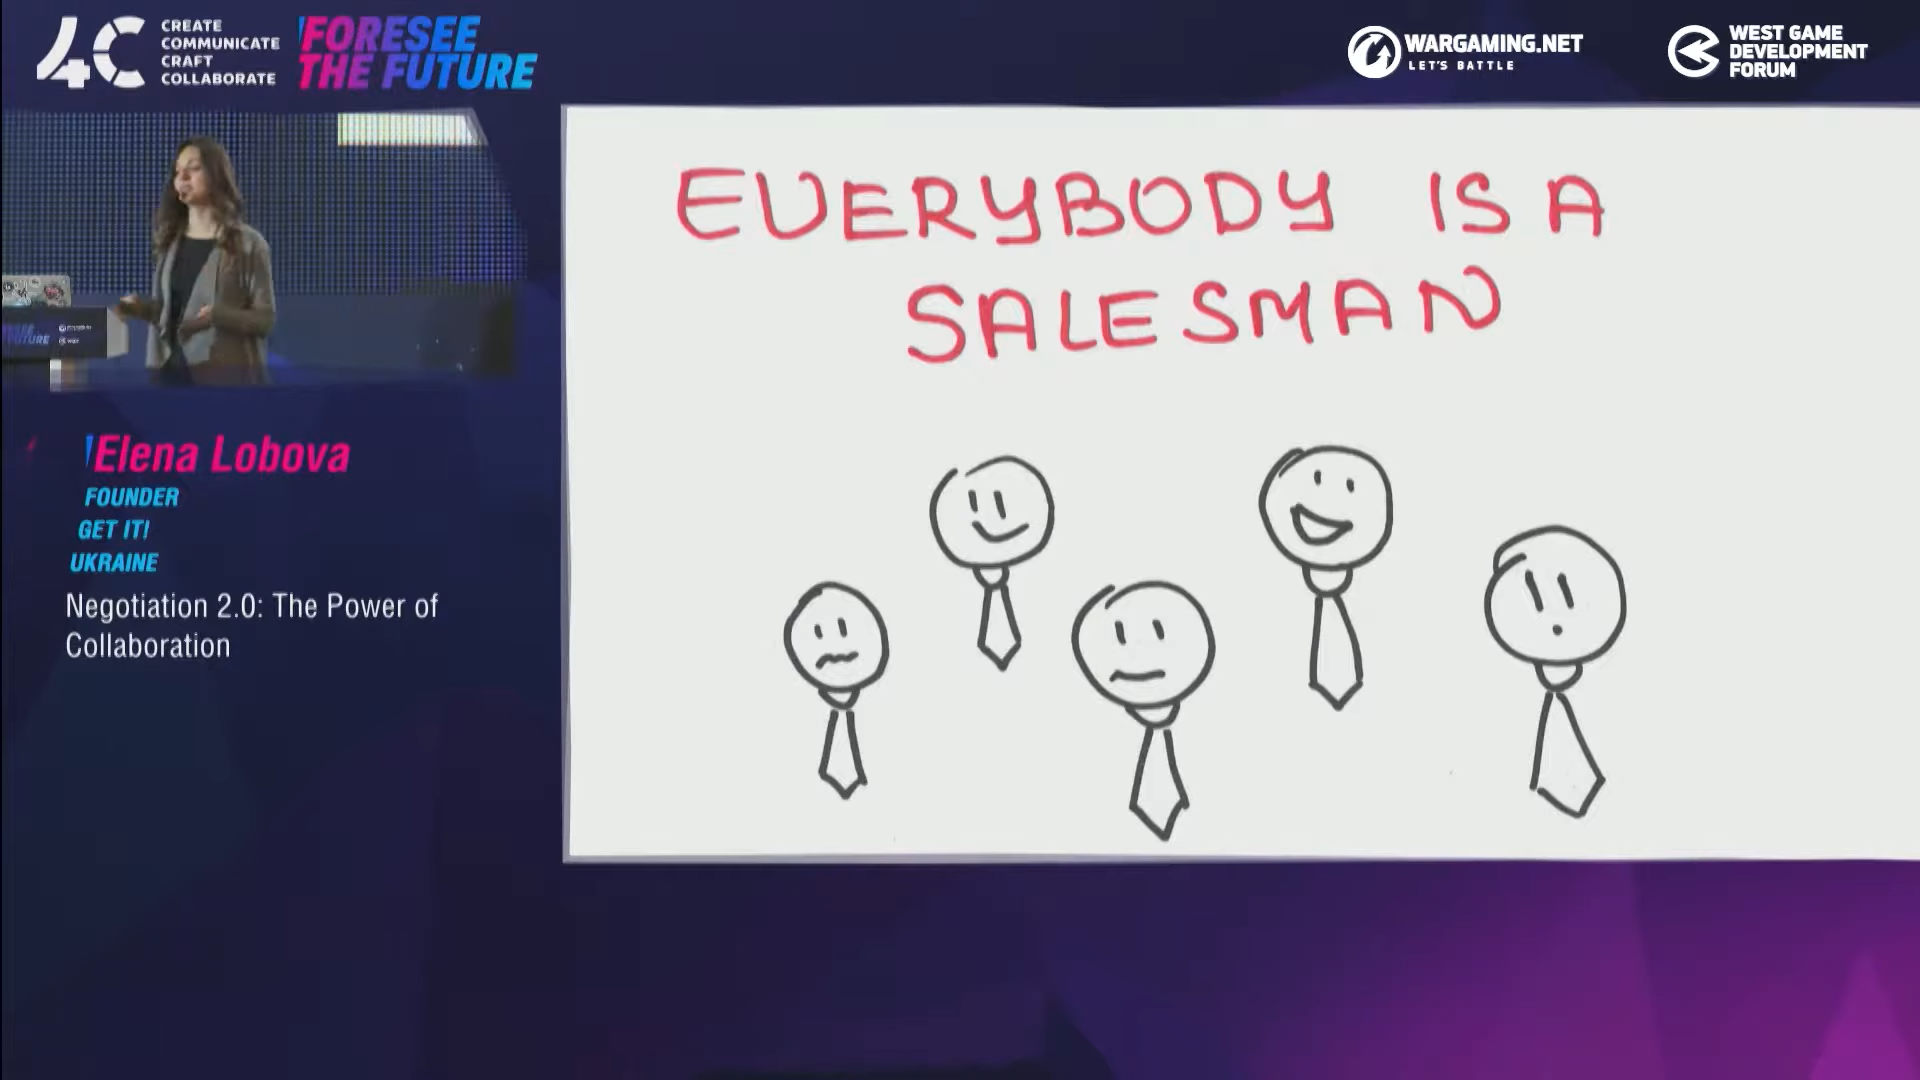 4C
CREATE
COMMUNICATE
CRAFT
COLLABORATE
FORESEE
THE FUTURE
WARGAMING.NET
LET'S BATTLE
WEST GAME
DEVELOPMENT
FORUM
EVERYBODY IS A
SALESMAN
Elena Lobova
FOUNDER
GET IT!
UKRAINE
Negotiation 2.0: The Power of
Collaboration